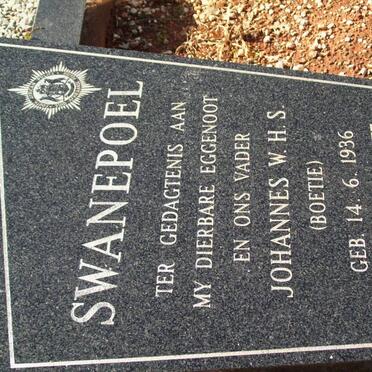 SWANEPOEL
TER GEDAGTENIS AAN
MY DIERBARE EGGENOOT
EN ONS VADER
JOHANNES W. H. S.
(BOETIE)
GEB. 14. 6. 1936